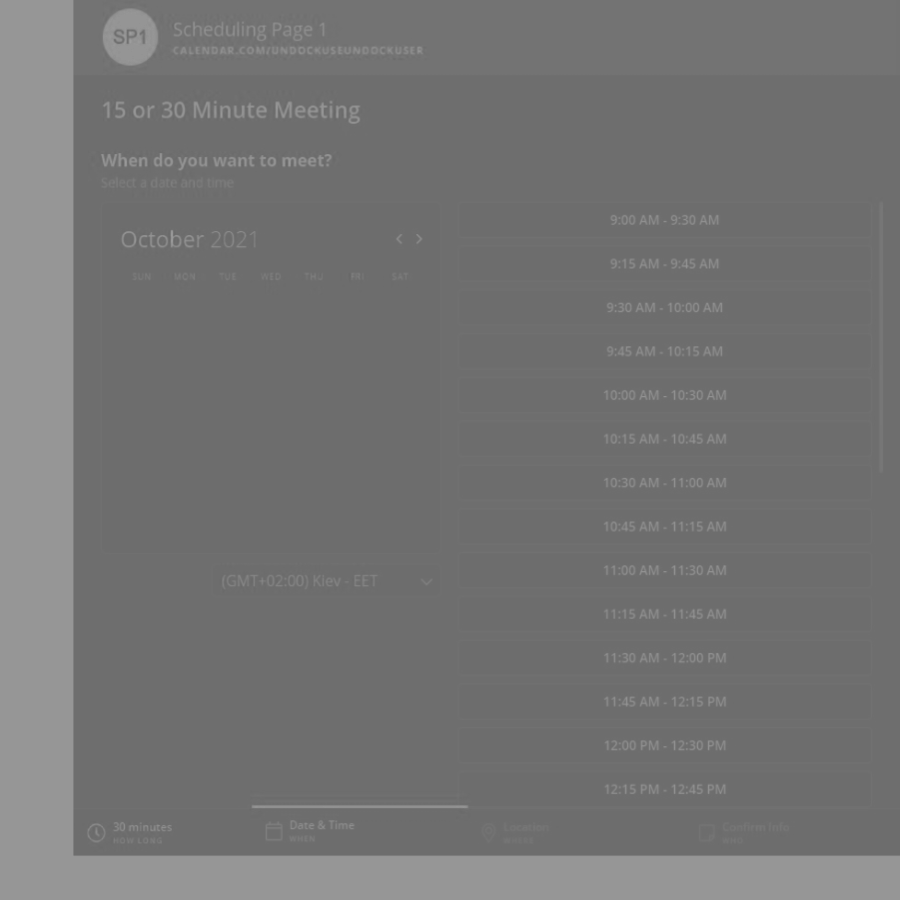 SP1
Scheduling Page 1
CALENDAR.COM/UNDOCKUSEUNDOCKUSER
15 or 30 Minute Meeting
When do you want to meet?
Select a date and time
October 2021
SUN MON TUE WED THU FRI SAT
(GMT+02:00) Kiev - EET
9:00 AM - 9:30 AM
9:15 AM - 9:45 AM
9:30 AM - 10:00 AM
9:45 AM - 10:15 AM
10:00 AM - 10:30 AM
10:15 AM - 10:45 AM
10:30 AM - 11:00 AM
10:45 AM - 11:15 AM
11:00 AM - 11:30 AM
11:15 AM - 11:45 AM
11:30 AM - 12:00 PM
11:45 AM - 12:15 PM
12:00 PM - 12:30 PM
12:15 PM - 12:45 PM
30 minutes
HOW LONG
Date & Time
WHEN
Location
WHERE
Confirm Info
WHO